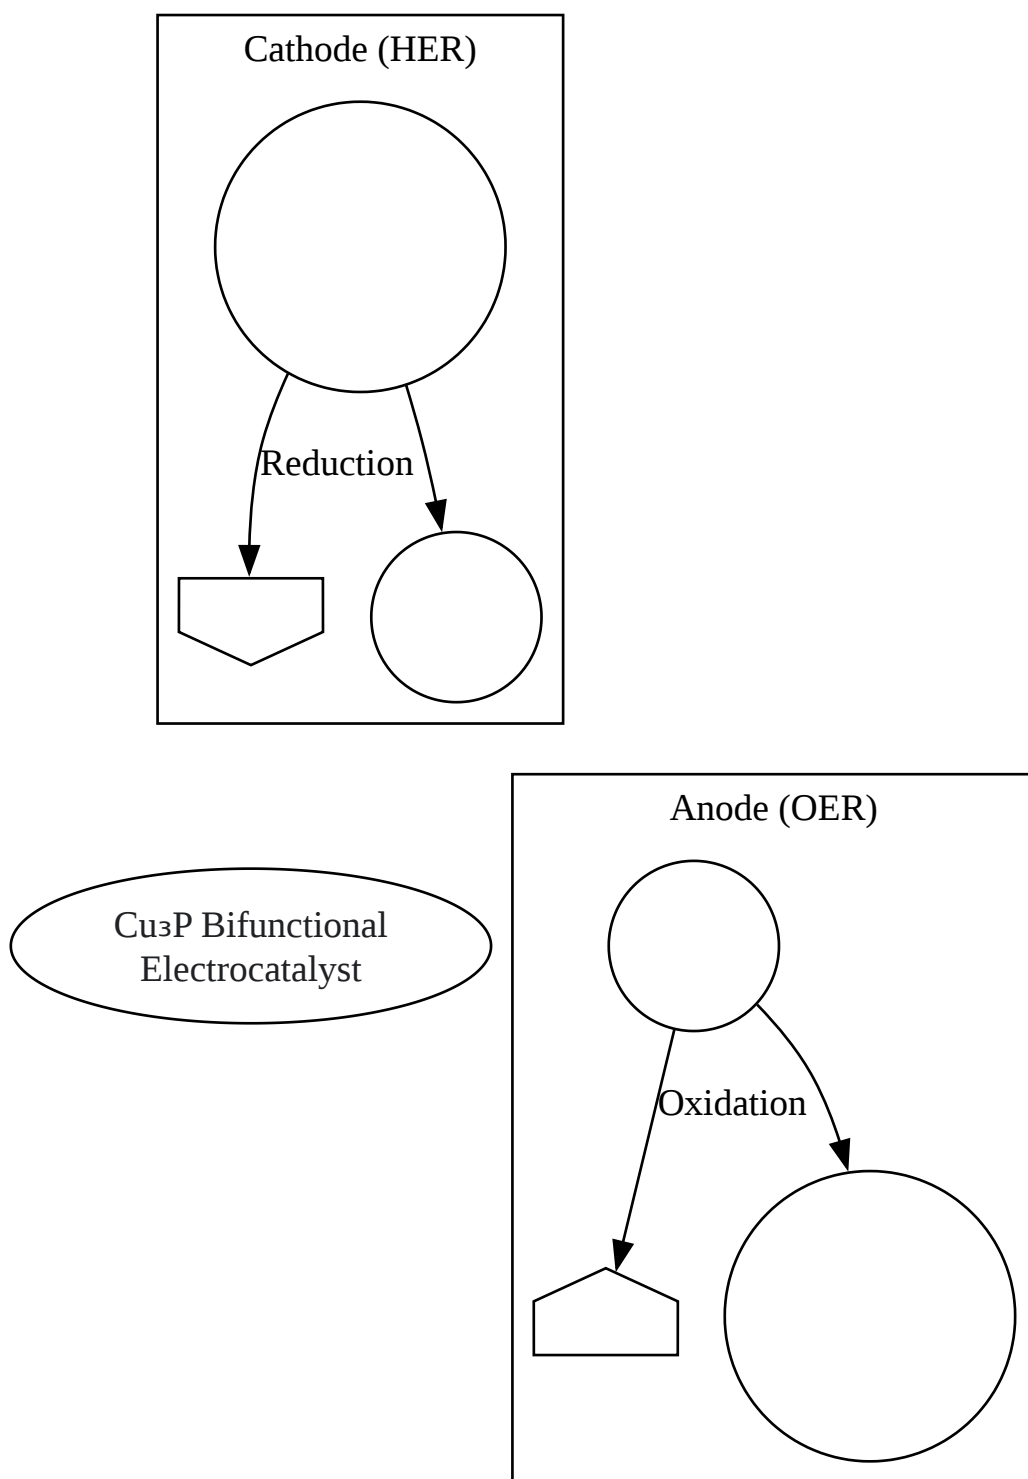 Cathode (HER)
Reduction
Anode (OER)
Cu₃P Bifunctional
Electrocatalyst
Oxidation